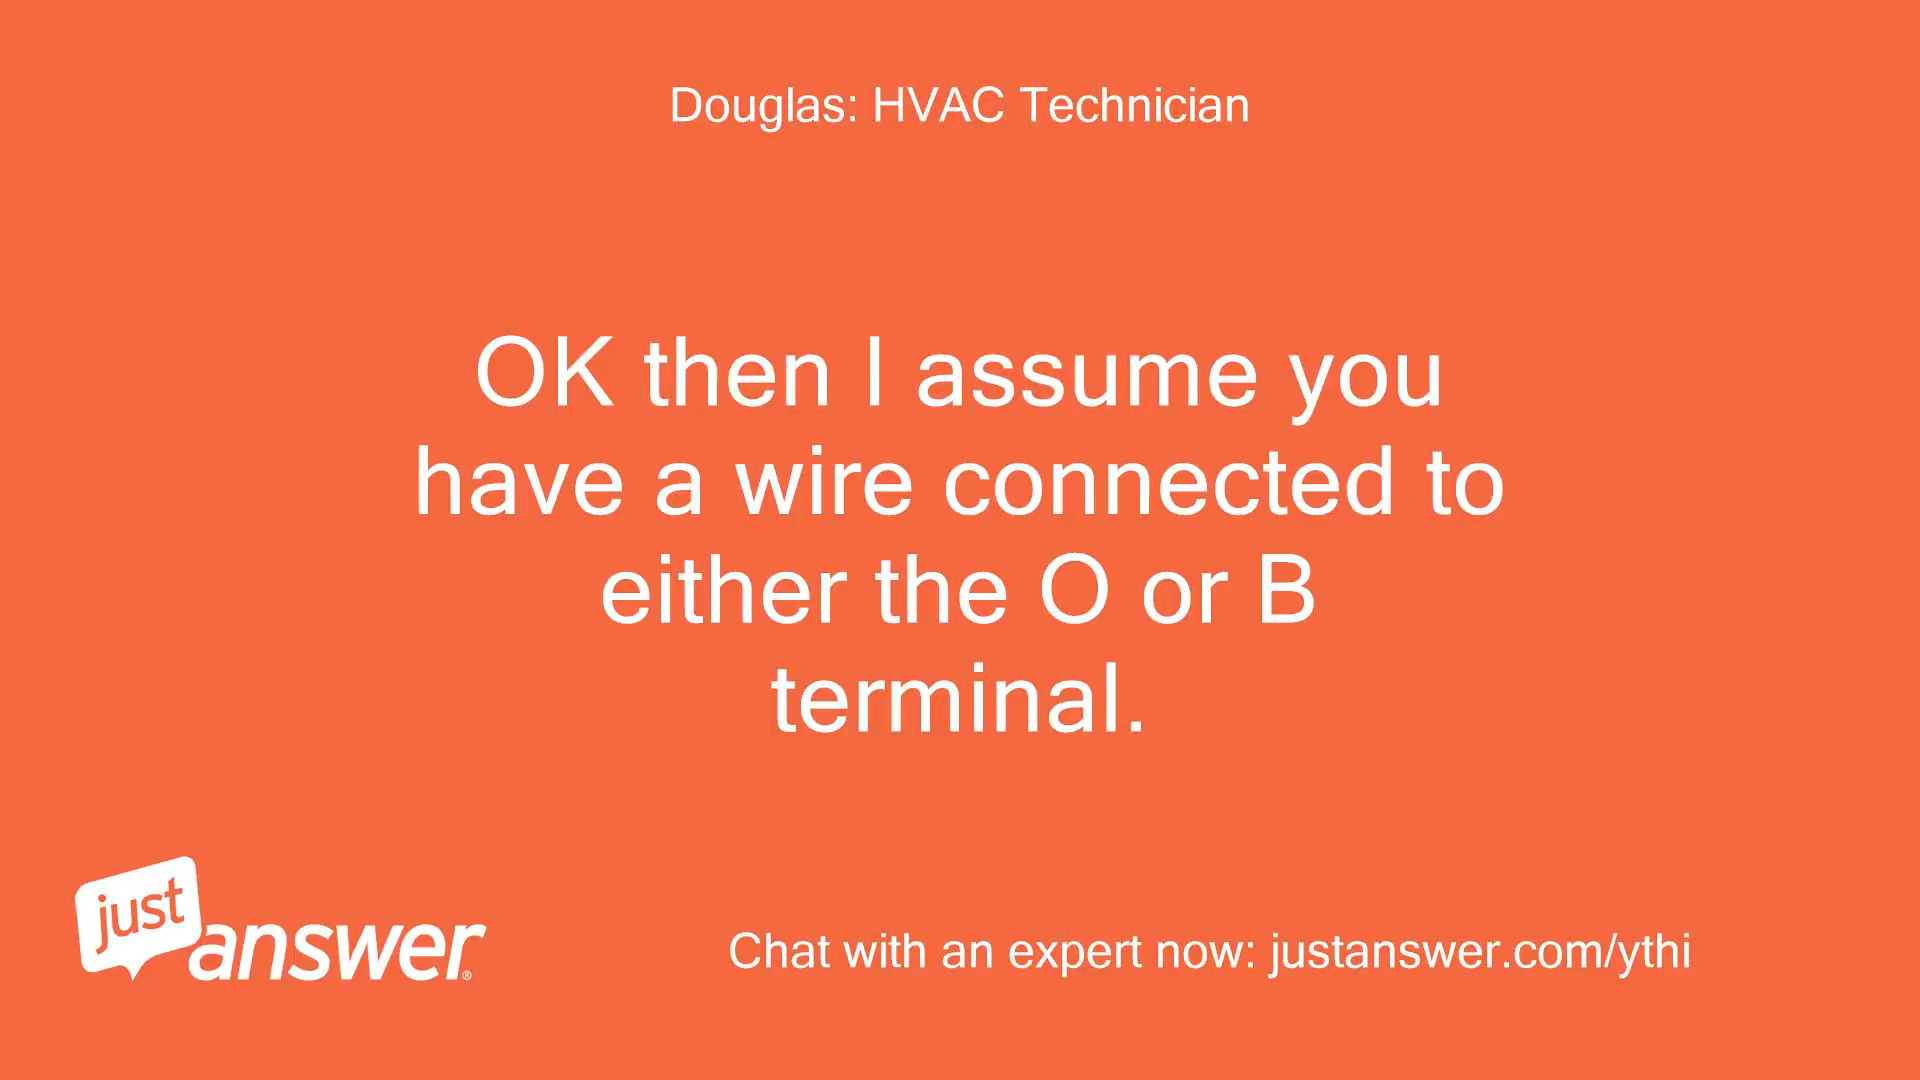 Douglas: HVAC Technician
OK then I assume you
have a wire connected to
either the O or B
terminal.
just
answer®
Chat with an expert now: justanswer.com/ythi